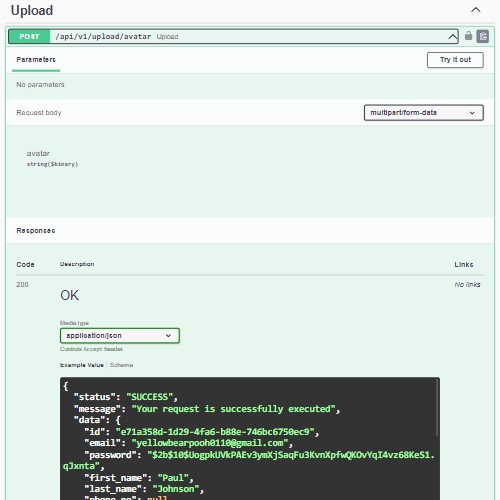 Upload
POST /api/v1/upload/avatar Upload
Parameters Try it out
No parameters
Request body multipart/form-data
avatar
string($binary)
Responses
Code Description Links
200 OK No links
Media type
application/json
Controls Accept header.
Example Value Schema
{
"status": "SUCCESS",
"message": "Your request is successfully executed",
"data": {
"id": "e71a358d-1d29-4fa6-b88e-746bc6750ec9",
"email": "yellowbearpooh0110@gmail.com",
"password": "$2b$10$UogpkUVkPAEv3ymXjSaqFu3KvnXpfwQKOvYqI4vz68KeS1.
qJxnta",
"first_name": "Paul",
"last_name": "Johnson",
"phone_no": null,